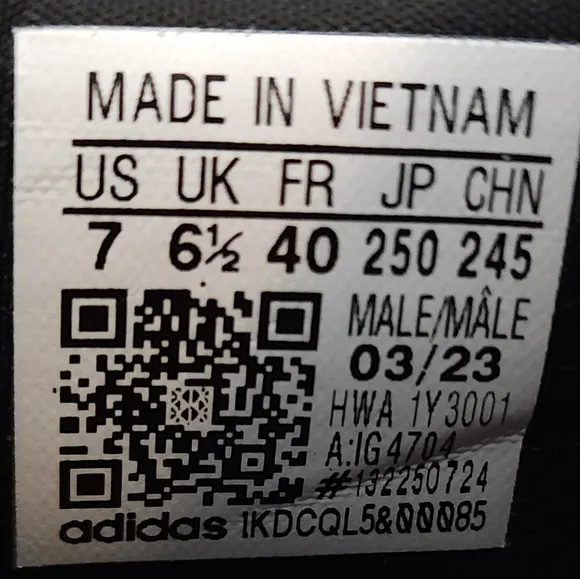 MADE IN VIETNAM
US UK FR JP CHN
7 6½ 40 250 245
MALE/MÂLE
03/23
HWA 1Y3001
A:IG4704
#132250724
adidas 1KDCQL5&00085